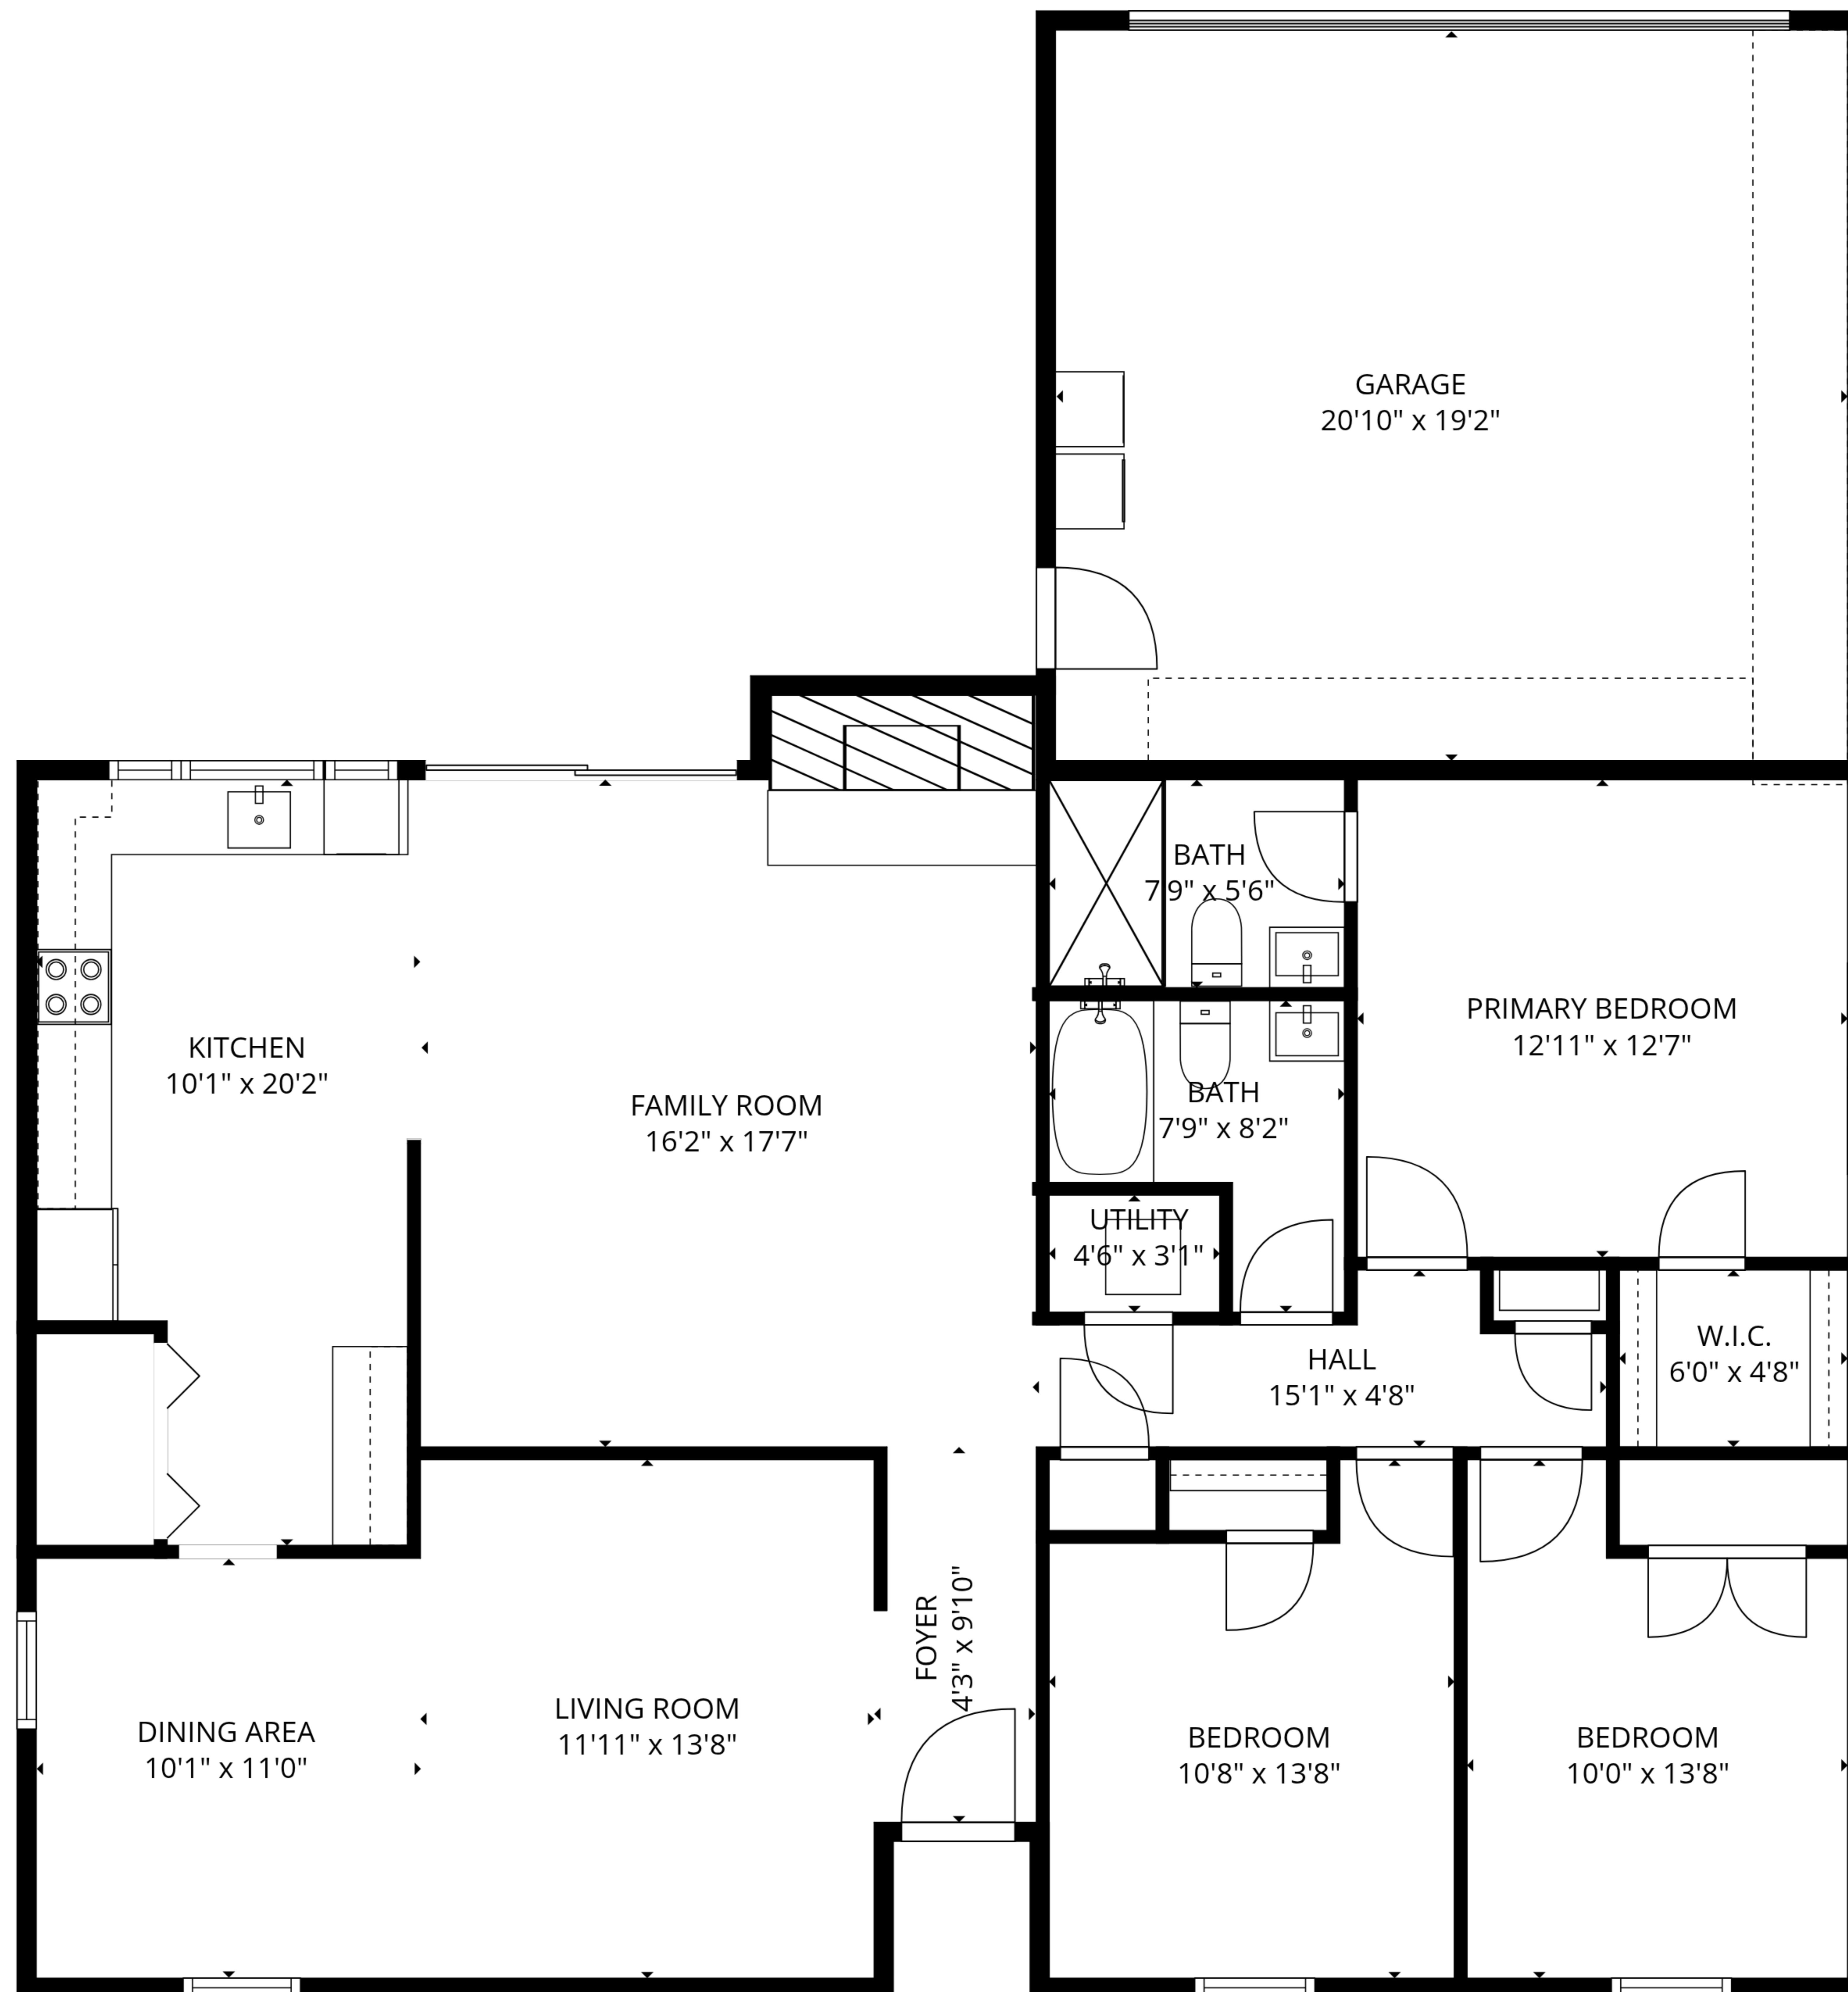 GARAGE
20'10" x 19'2"
BATH
7'9" x 5'6"
PRIMARY BEDROOM
12'11" x 12'7"
KITCHEN
10'1" x 20'2"
FAMILY ROOM
16'2" x 17'7"
BATH
7'9" x 8'2"
UTILITY
4'6" x 3'1"
HALL
15'1" x 4'8"
W.I.C.
6'0" x 4'8"
FOYER
4'3" x 9'10"
DINING AREA
10'1" x 11'0"
LIVING ROOM
11'11" x 13'8"
BEDROOM
10'8" x 13'8"
BEDROOM
10'0" x 13'8"